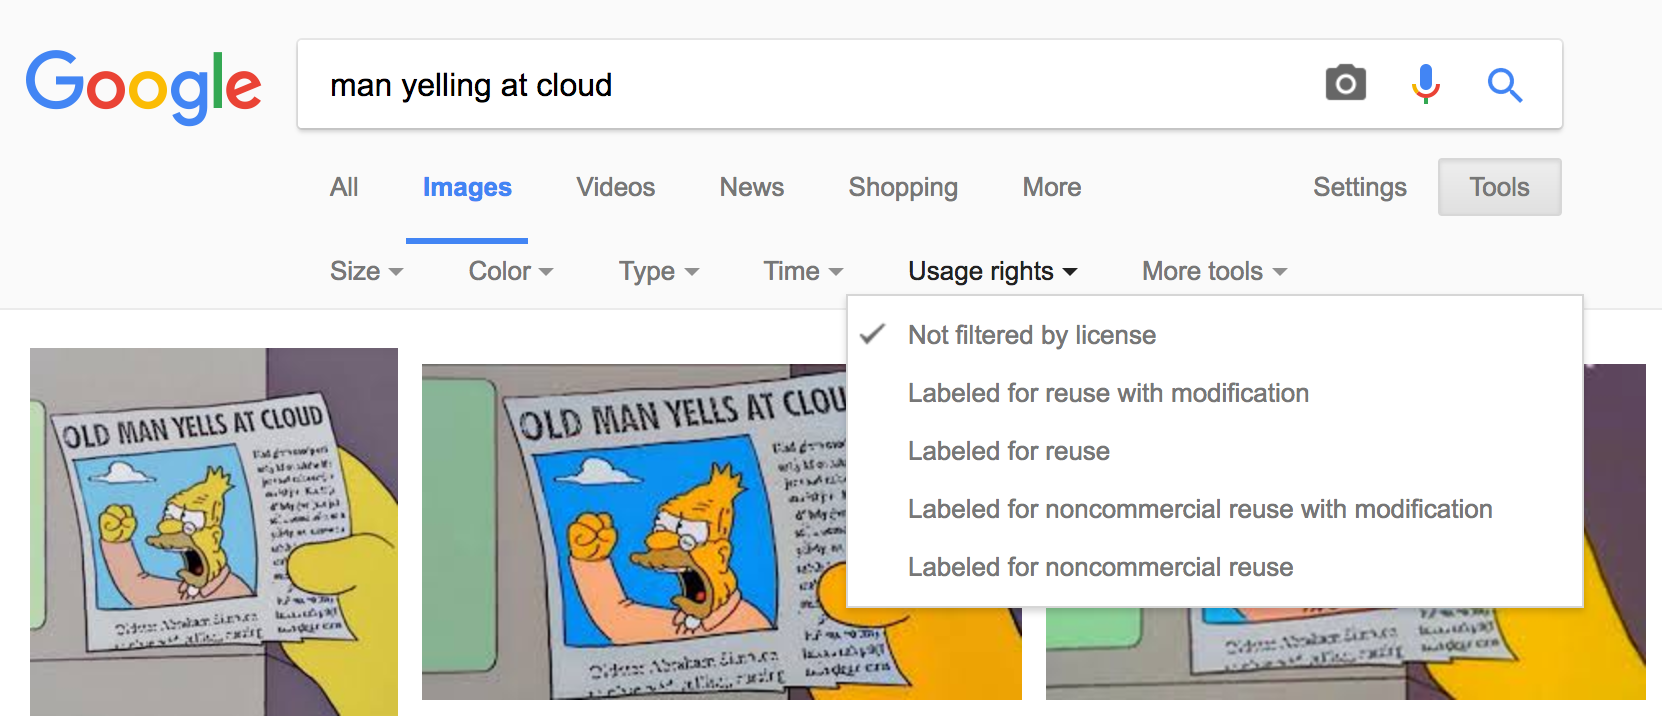 Google
man yelling at cloud
All Images Videos News Shopping More Settings Tools
Size Color Type Time Usage rights More tools
Not filtered by license
Labeled for reuse with modification
Labeled for reuse
Labeled for noncommercial reuse with modification
Labeled for noncommercial reuse
OLD MAN YELLS AT CLOUD
OLD MAN YELLS AT CLOU